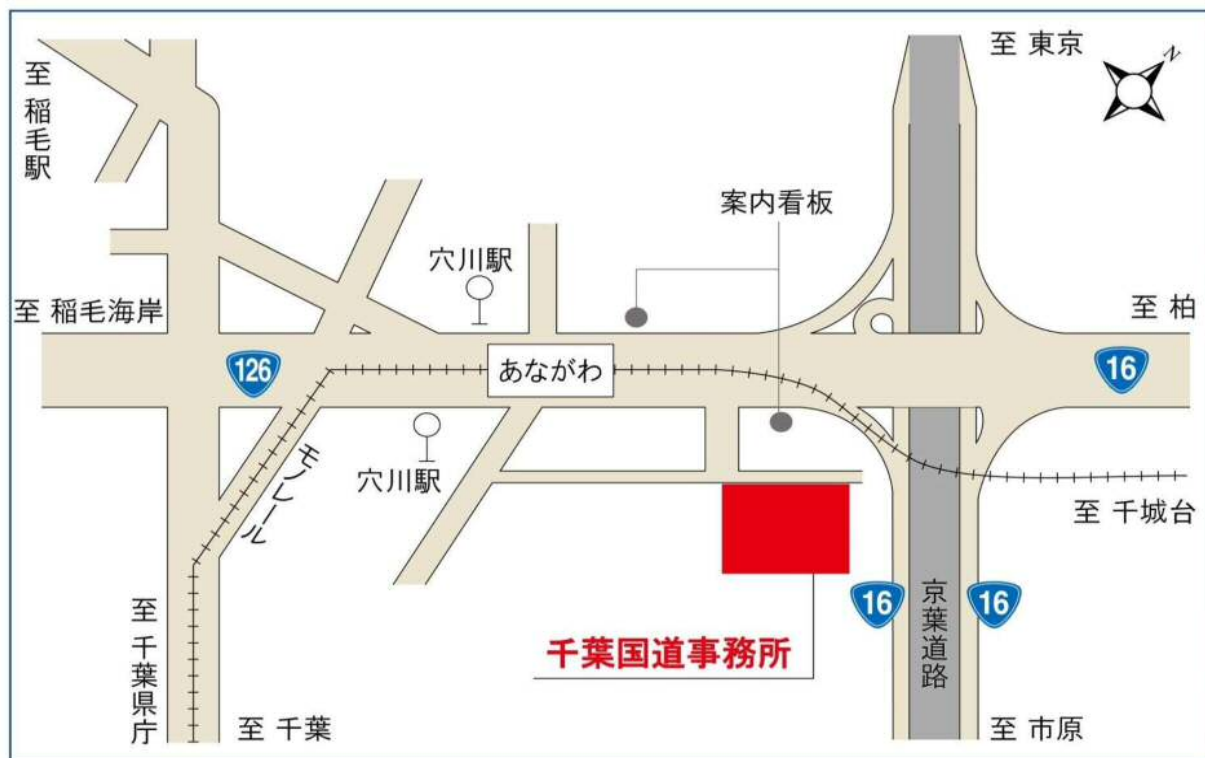 至 東京
N
至 稲毛駅
案内看板
穴川駅
至 稲毛海岸
至 柏
126
あながわ
16
穴川駅
モノレール
至 千城台
16
16
京葉道路
千葉国道事務所
至 千葉県庁
至 千葉
至 市原